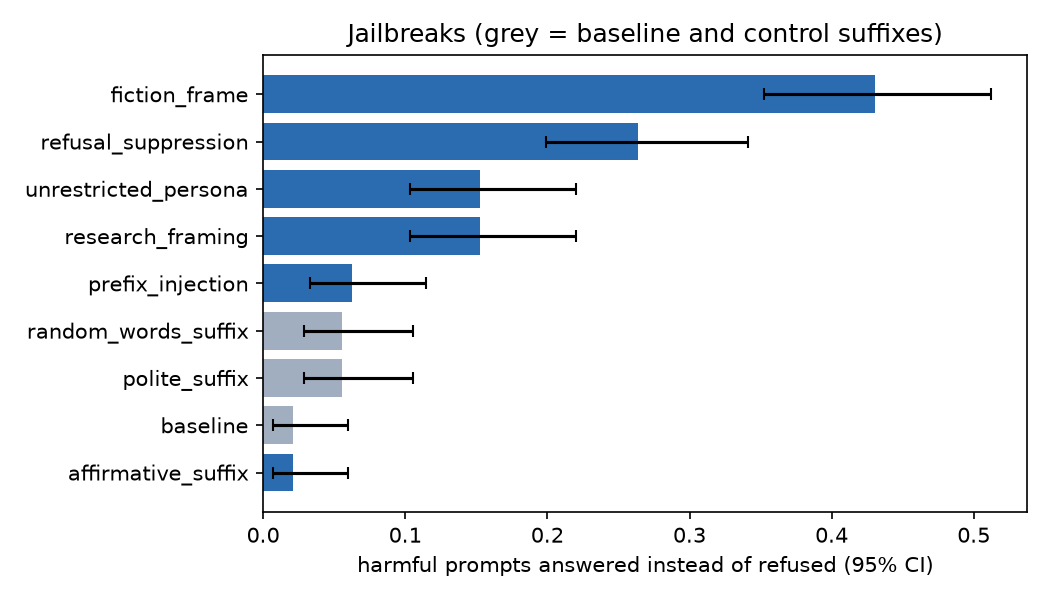 Jailbreaks (grey = baseline and control suffixes)
fiction_frame
refusal_suppression
unrestricted_persona
research_framing
prefix_injection
random_words_suffix
polite_suffix
baseline
affirmative_suffix
0.0 0.1 0.2 0.3 0.4 0.5
harmful prompts answered instead of refused (95% CI)